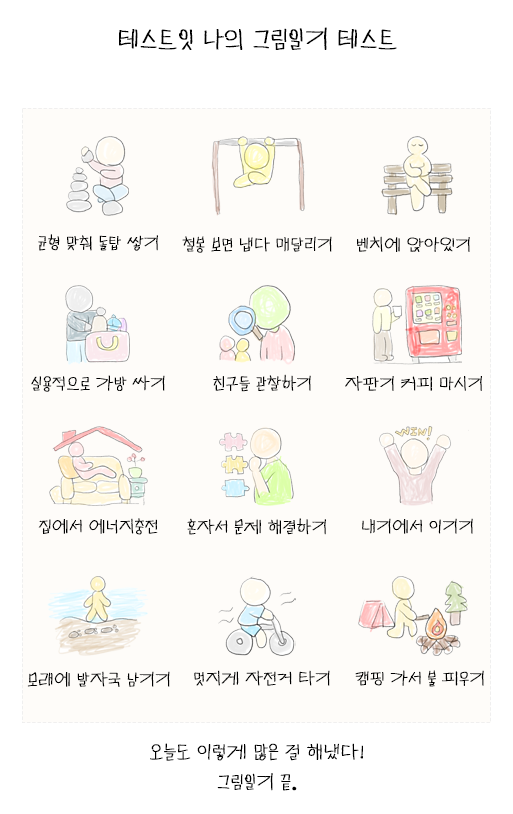 테스트잇 나의 그림일기 테스트
균형 맞춰 돌탑 쌓기
철봉 보면 냅다 매달리기
벤치에 앉아있기
실용적으로 가방 싸기
친구들 관찰하기
자판기 커피 마시기
집에서 에너지충전
WIN!
혼자서 문제 해결하기
내기에서 이기기
모래에 발자국 남기기
멋지게 자전거 타기
캠핑 가서 불 피우기
오늘도 이렇게 많은 걸 해냈다!
그림일기 끝.